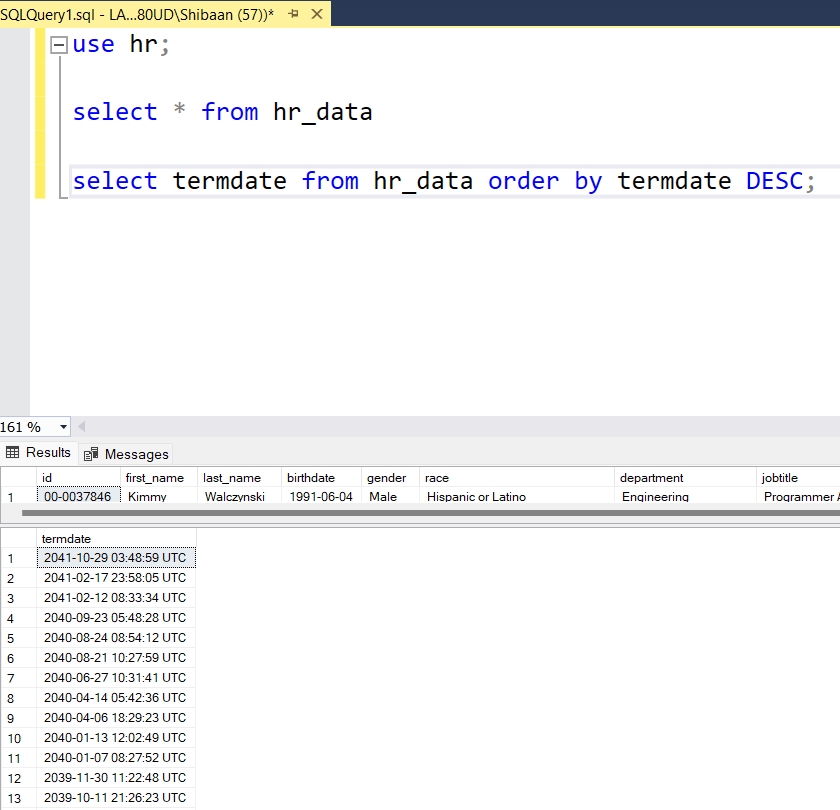 SQLQuery1.sql - LA...80UD\Shibaan (57))*
use hr;
select * from hr_data
select termdate from hr_data order by termdate DESC;
161 %
Results Messages
id first_name last_name birthdate gender race department jobtitle
1 00-0037846 Kimmy Walczynski 1991-06-04 Male Hispanic or Latino Engineering Programmer A
termdate
1 2041-10-29 03:48:59 UTC
2 2041-02-17 23:58:05 UTC
3 2041-02-12 08:33:34 UTC
4 2040-09-23 05:48:28 UTC
5 2040-08-24 08:54:12 UTC
6 2040-08-21 10:27:59 UTC
7 2040-06-27 10:31:41 UTC
8 2040-04-14 05:42:36 UTC
9 2040-04-06 18:29:23 UTC
10 2040-01-13 12:02:49 UTC
11 2040-01-07 08:27:52 UTC
12 2039-11-30 11:22:48 UTC
13 2039-10-11 21:26:23 UTC